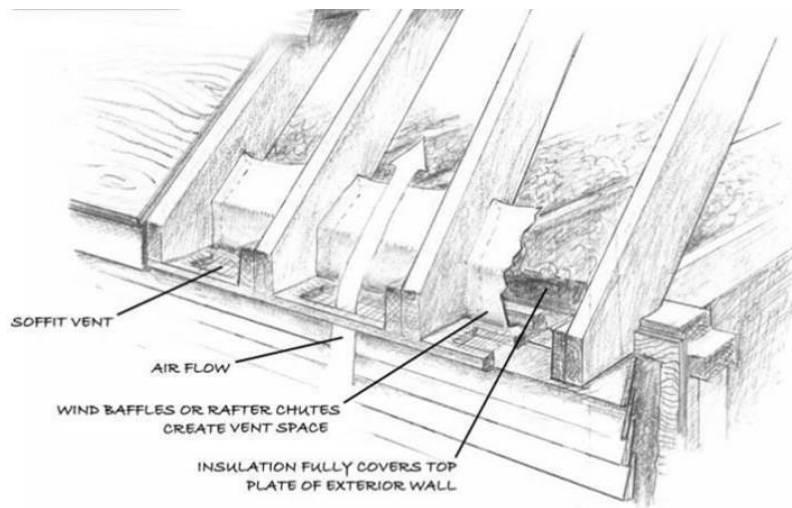 SOFFIT VENT
AIR FLOW
WIND BAFFLES OR RAFTER CHUTES
CREATE VENT SPACE
INSULATION FULLY COVERS TOP
PLATE OF EXTERIOR WALL